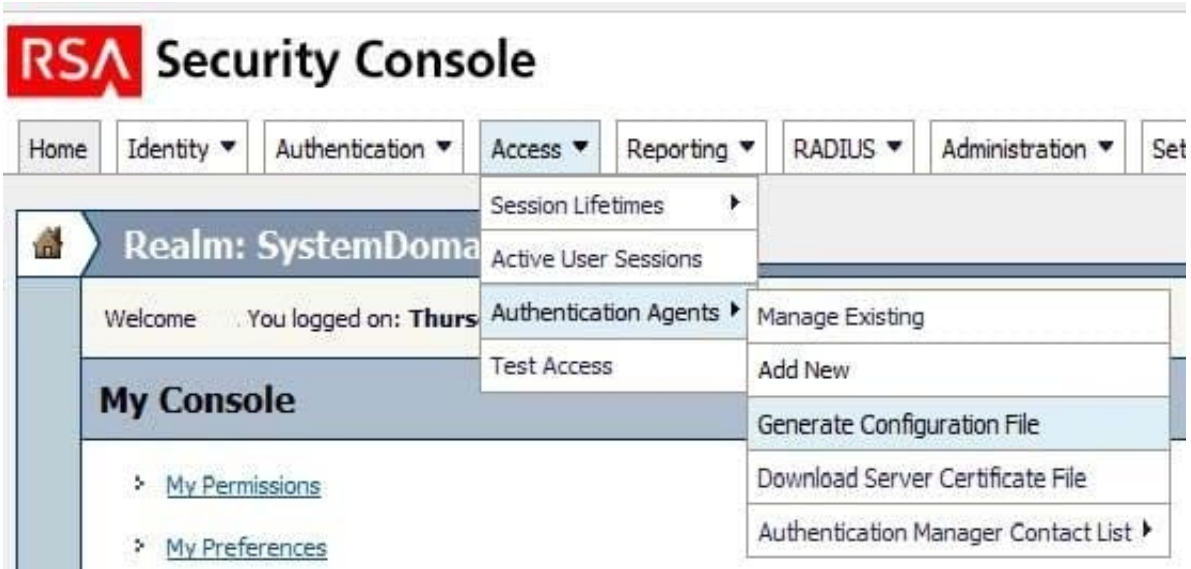 RSA Security Console
Home Identity Authentication Access Reporting RADIUS Administration Set
Session Lifetimes
Realm: SystemDoma
Active User Sessions
Welcome . You logged on: Thurs
Authentication Agents
Manage Existing
Test Access
Add New
My Console
Generate Configuration File
My Permissions
Download Server Certificate File
My Preferences
Authentication Manager Contact List